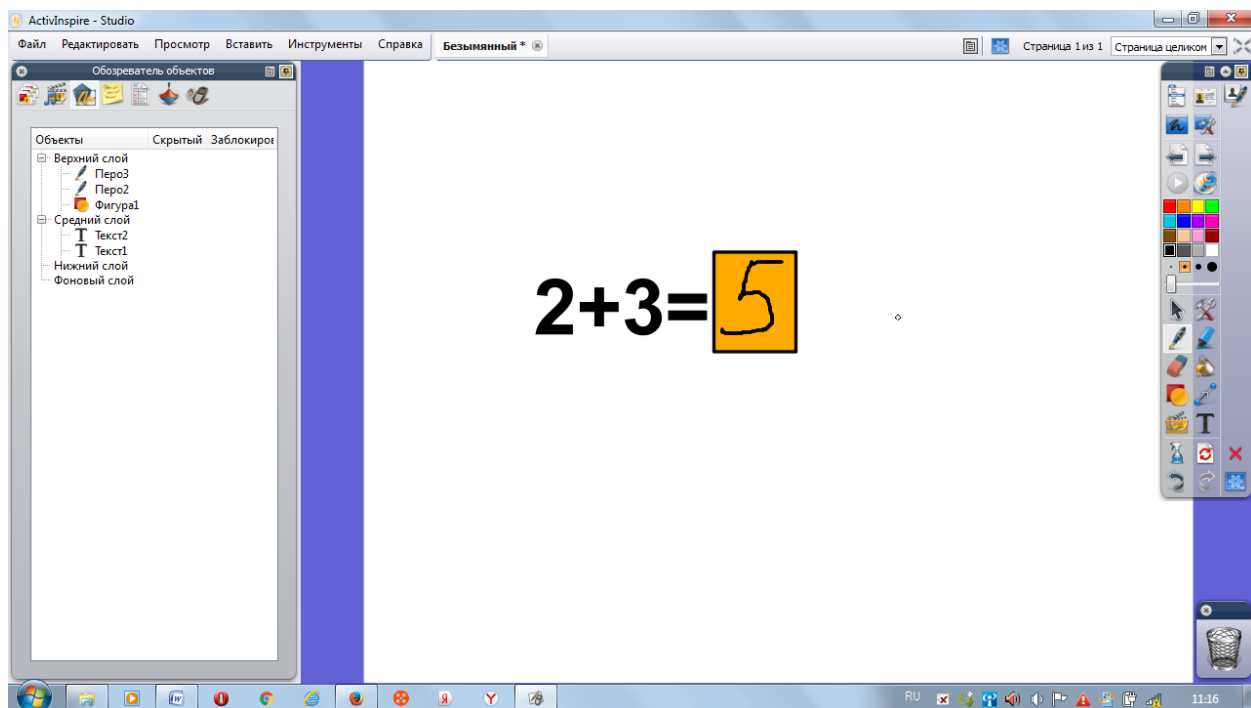 ActivInspire - Studio
Файл Редактировать Просмотр Вставить Инструменты Справка Безымянный * Страница 1 из 1 Страница целиком
Обозреватель объектов
Объекты Скрытый Заблокиро
Верхний слой
Перо3
Перо2
Фигура1
Средний слой
Текст2
Текст1
Нижний слой
Фоновый слой
2+3=5
RU 11:16